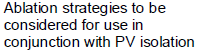 Ablation strategies to be
considered for use in
conjunction with PV isolation